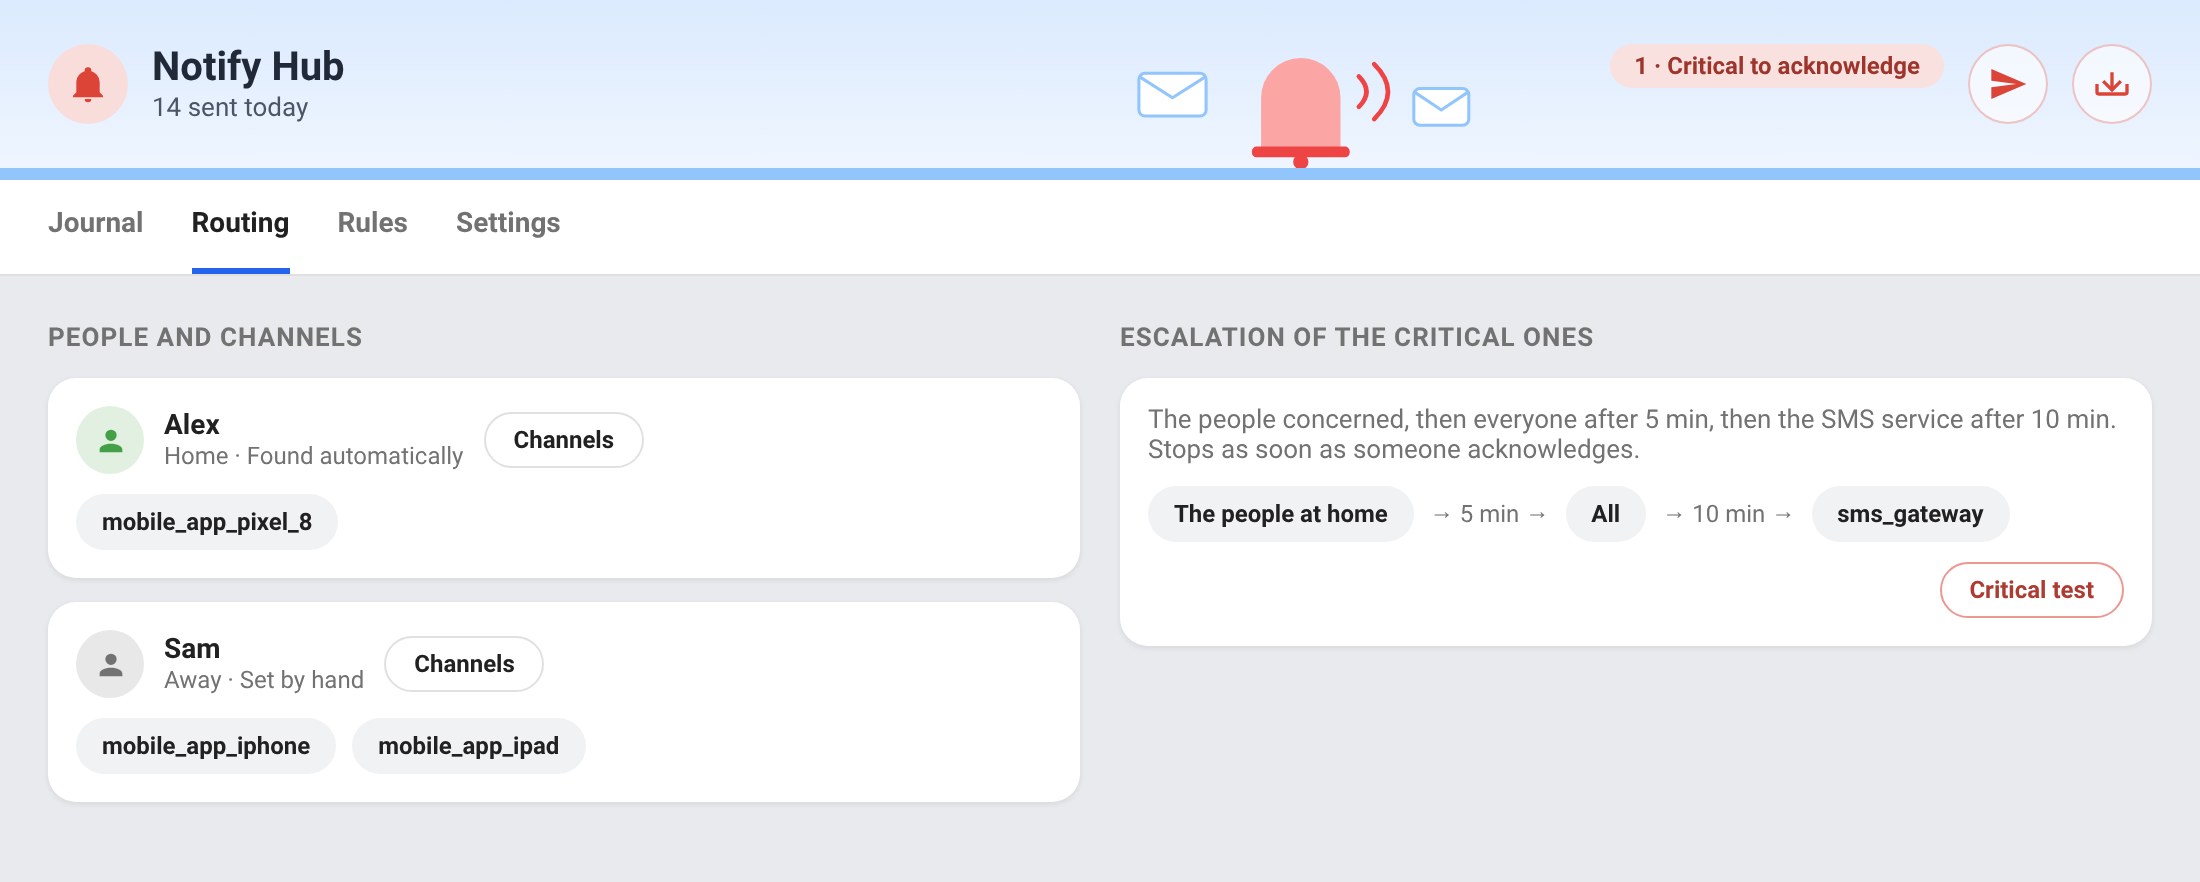 Notify Hub
14 sent today
1 · Critical to acknowledge
Journal Routing Rules Settings
PEOPLE AND CHANNELS
Alex
Home · Found automatically
Channels
mobile_app_pixel_8
Sam
Away · Set by hand
Channels
mobile_app_iphone mobile_app_ipad
ESCALATION OF THE CRITICAL ONES
The people concerned, then everyone after 5 min, then the SMS service after 10 min.
Stops as soon as someone acknowledges.
The people at home → 5 min → All → 10 min → sms_gateway
Critical test